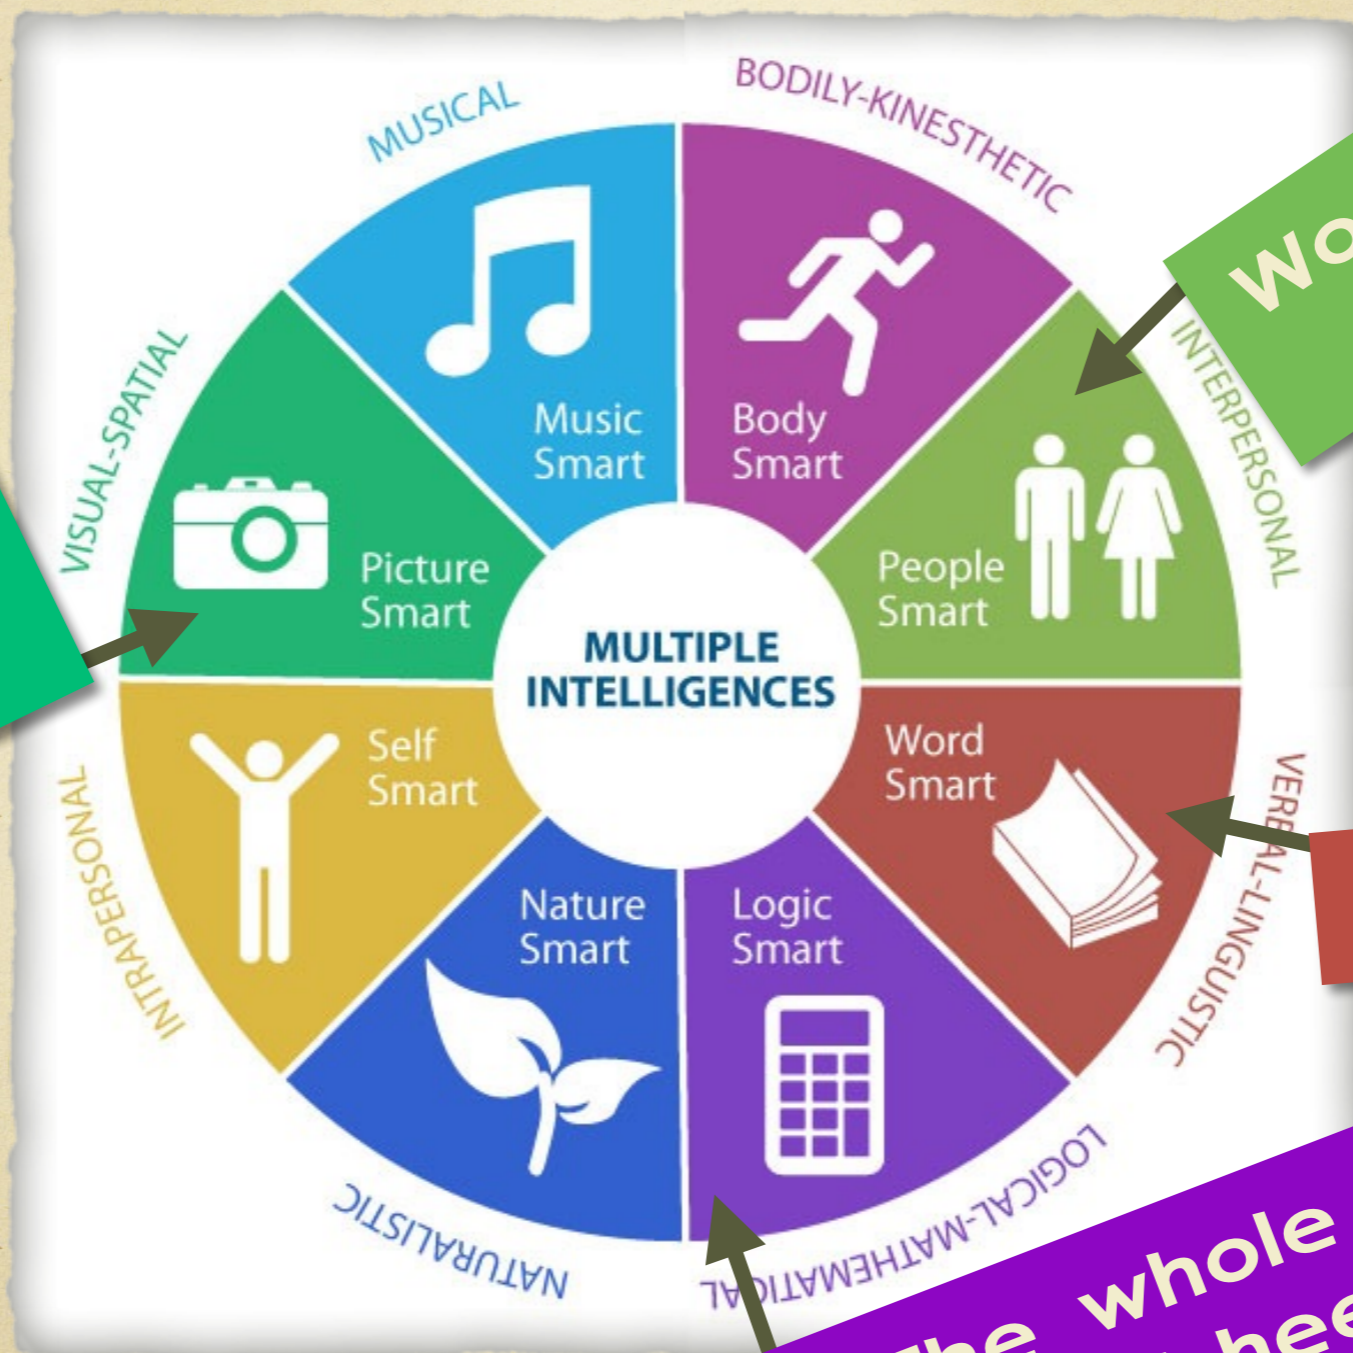 MUSICAL
BODILY-KINESTHETIC
INTERPERSONAL
VERBAL-LINGUISTIC
LOGICAL-MATHEMATICAL
NATURALISTIC
INTRAPERSONAL
VISUAL-SPATIAL
Music
Smart
Body
Smart
People
Smart
Word
Smart
Logic
Smart
Nature
Smart
Self
Smart
Picture
Smart
MULTIPLE
INTELLIGENCES
whole